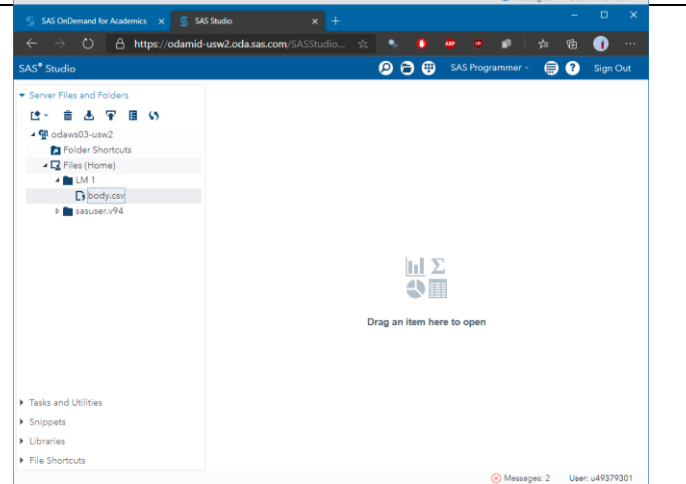 SAS OnDemand for Academics
SAS Studio
https://odamid-usw2.oda.sas.com/SASStudio...
ABP
SAS® Studio
SAS Programmer
Sign Out
Server Files and Folders
odaws03-usw2
Folder Shortcuts
Files (Home)
LM 1
body.csv
sasuser.v94
Drag an item here to open
Tasks and Utilities
Snippets
Libraries
File Shortcuts
Messages: 2 User: u49379301